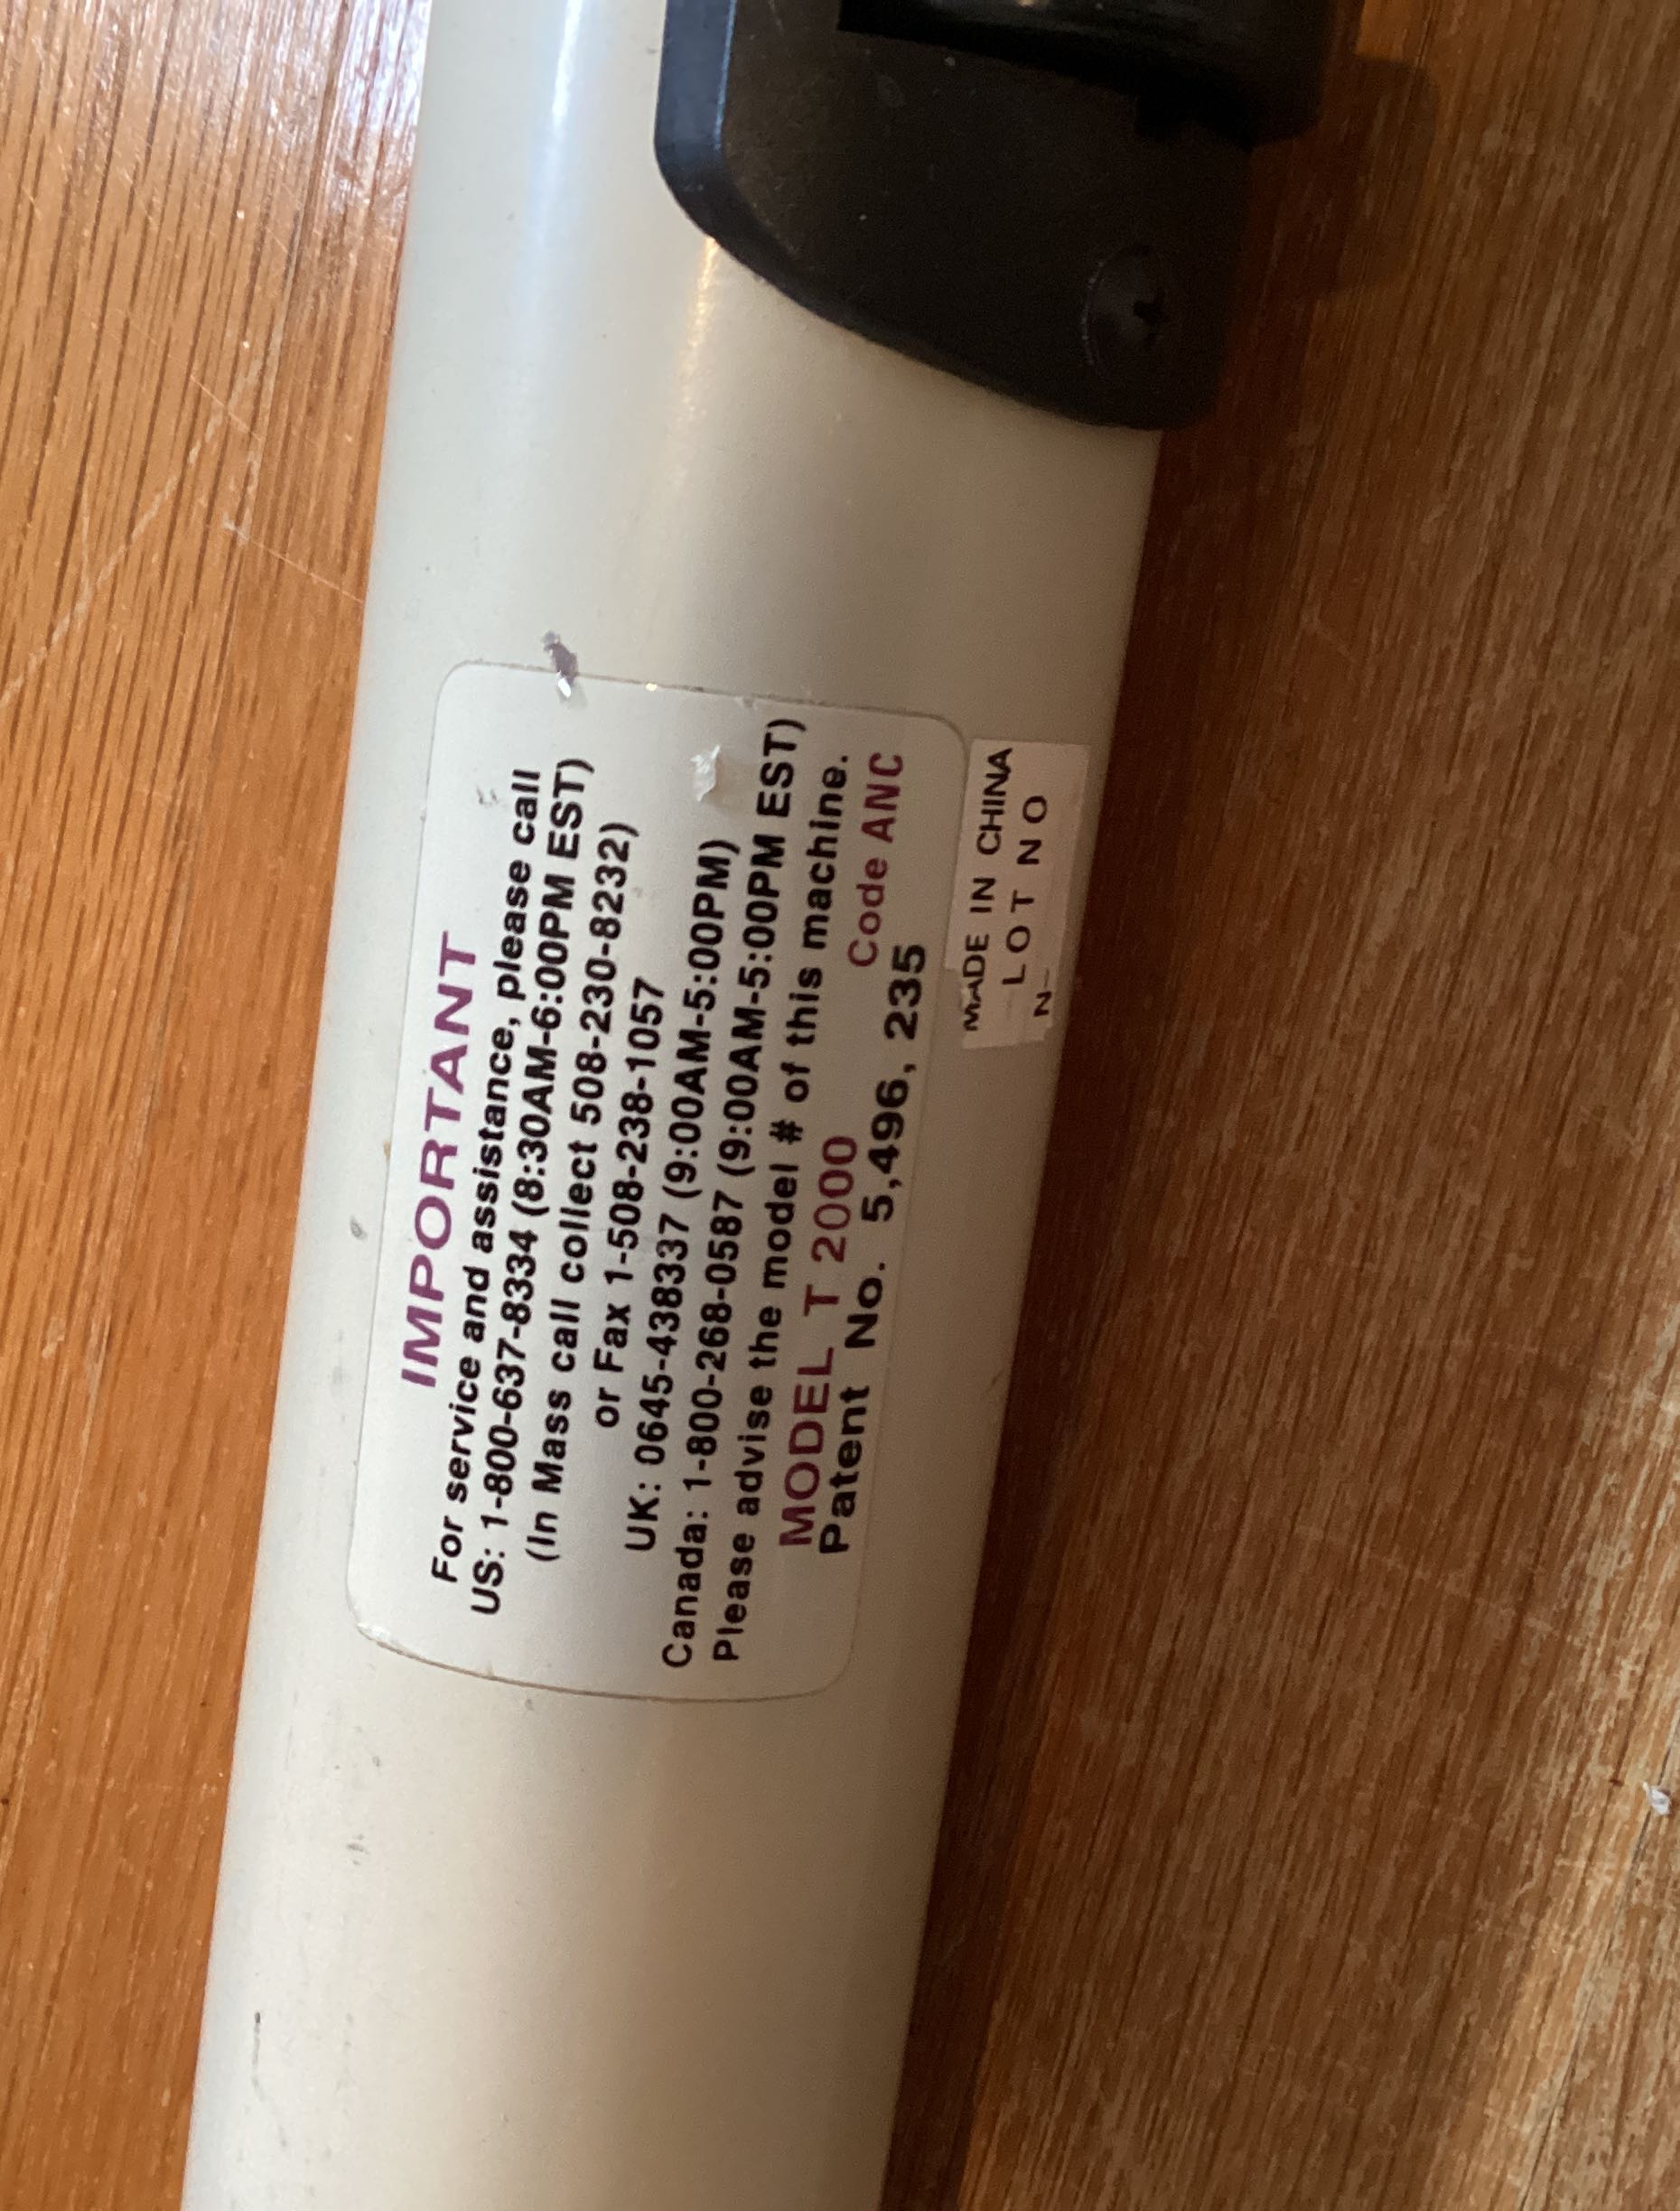 IMPORTANT
For service and assistance, please call
US: 1-800-637-8334 (8:30AM-6:00PM EST)
(In Mass call collect 508-230-8232)
or Fax 1-508-238-1057
UK: 0645-438337 (9:00AM-5:00PM)
Canada: 1-800-268-0587 (9:00AM-5:00PM EST)
Please advise the model # of this machine.
MODEL T 2000 Code ANC
Patent No. 5,496, 235
MADE IN CHINA
LOT NO
N